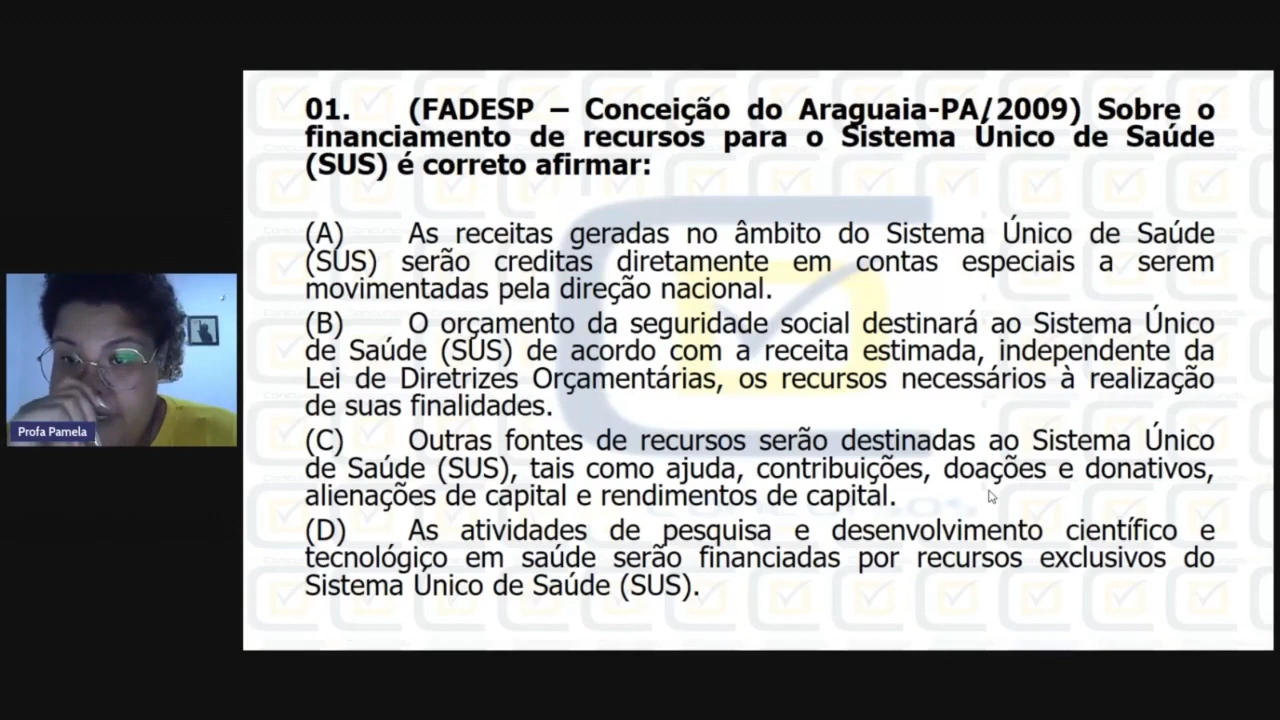 01. (FADESP – Conceição do Araguaia-PA/2009) Sobre o
financiamento de recursos para o Sistema Único de Saúde
(SUS) é correto afirmar:
(A) As receitas geradas no âmbito do Sistema Único de Saúde
(SUS) serão creditas diretamente em contas especiais a serem
movimentadas pela direção nacional.
(B) O orçamento da seguridade social destinará ao Sistema Único
de Saúde (SUS) de acordo com a receita estimada, independente da
Lei de Diretrizes Orçamentárias, os recursos necessários à realização
de suas finalidades.
(C) Outras fontes de recursos serão destinadas ao Sistema Único
de Saúde (SUS), tais como ajuda, contribuições, doações e donativos,
alienações de capital e rendimentos de capital.
(D) As atividades de pesquisa e desenvolvimento científico e
tecnológico em saúde serão financiadas por recursos exclusivos do
Sistema Único de Saúde (SUS).
Profa Pamela